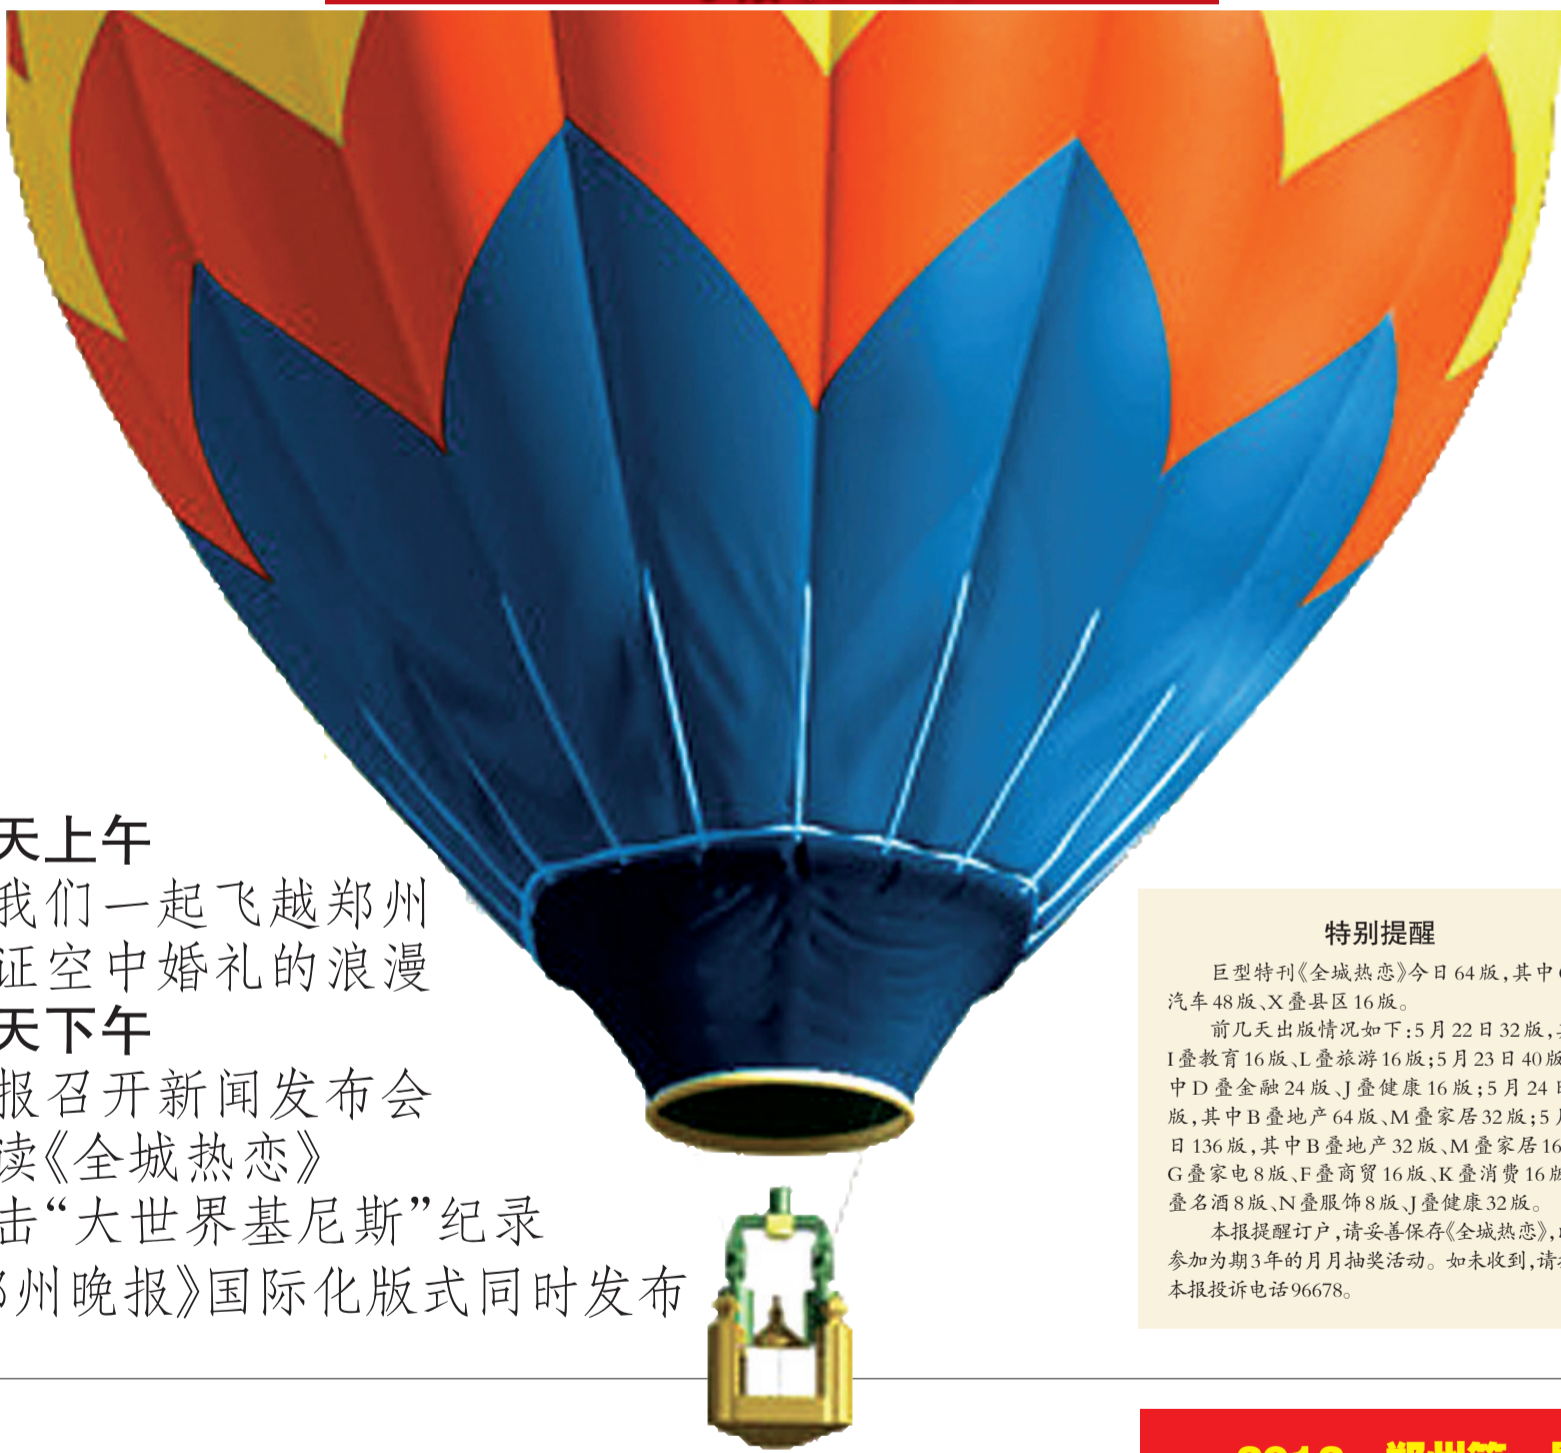 天上午
我们一起飞越郑州
证空中婚礼的浪漫
天下午
报召开新闻发布会
读《全城热恋》
击“大世界基尼斯”纪录
州晚报》国际化版式同时发布
特别提醒
巨型特刊《全城热恋》今日64版,其中
汽车48版、X叠县区16版。
前几天出版情况如下:5月22日32版,
I叠教育16版、L叠旅游16版;5月23日40版
中D叠金融24版、J叠健康16版;5月24日
版,其中B叠地产64版、M叠家居32版;5月
日136版,其中B叠地产32版、M叠家居16
G叠家电8版、F叠商贸16版、K叠消费16版
叠名酒8版、N叠服饰8版、J叠健康32版。
本报提醒订户,请妥善保存《全城热恋》,
参加为期3年的月月抽奖活动。如未收到,请
本报投诉电话96678。